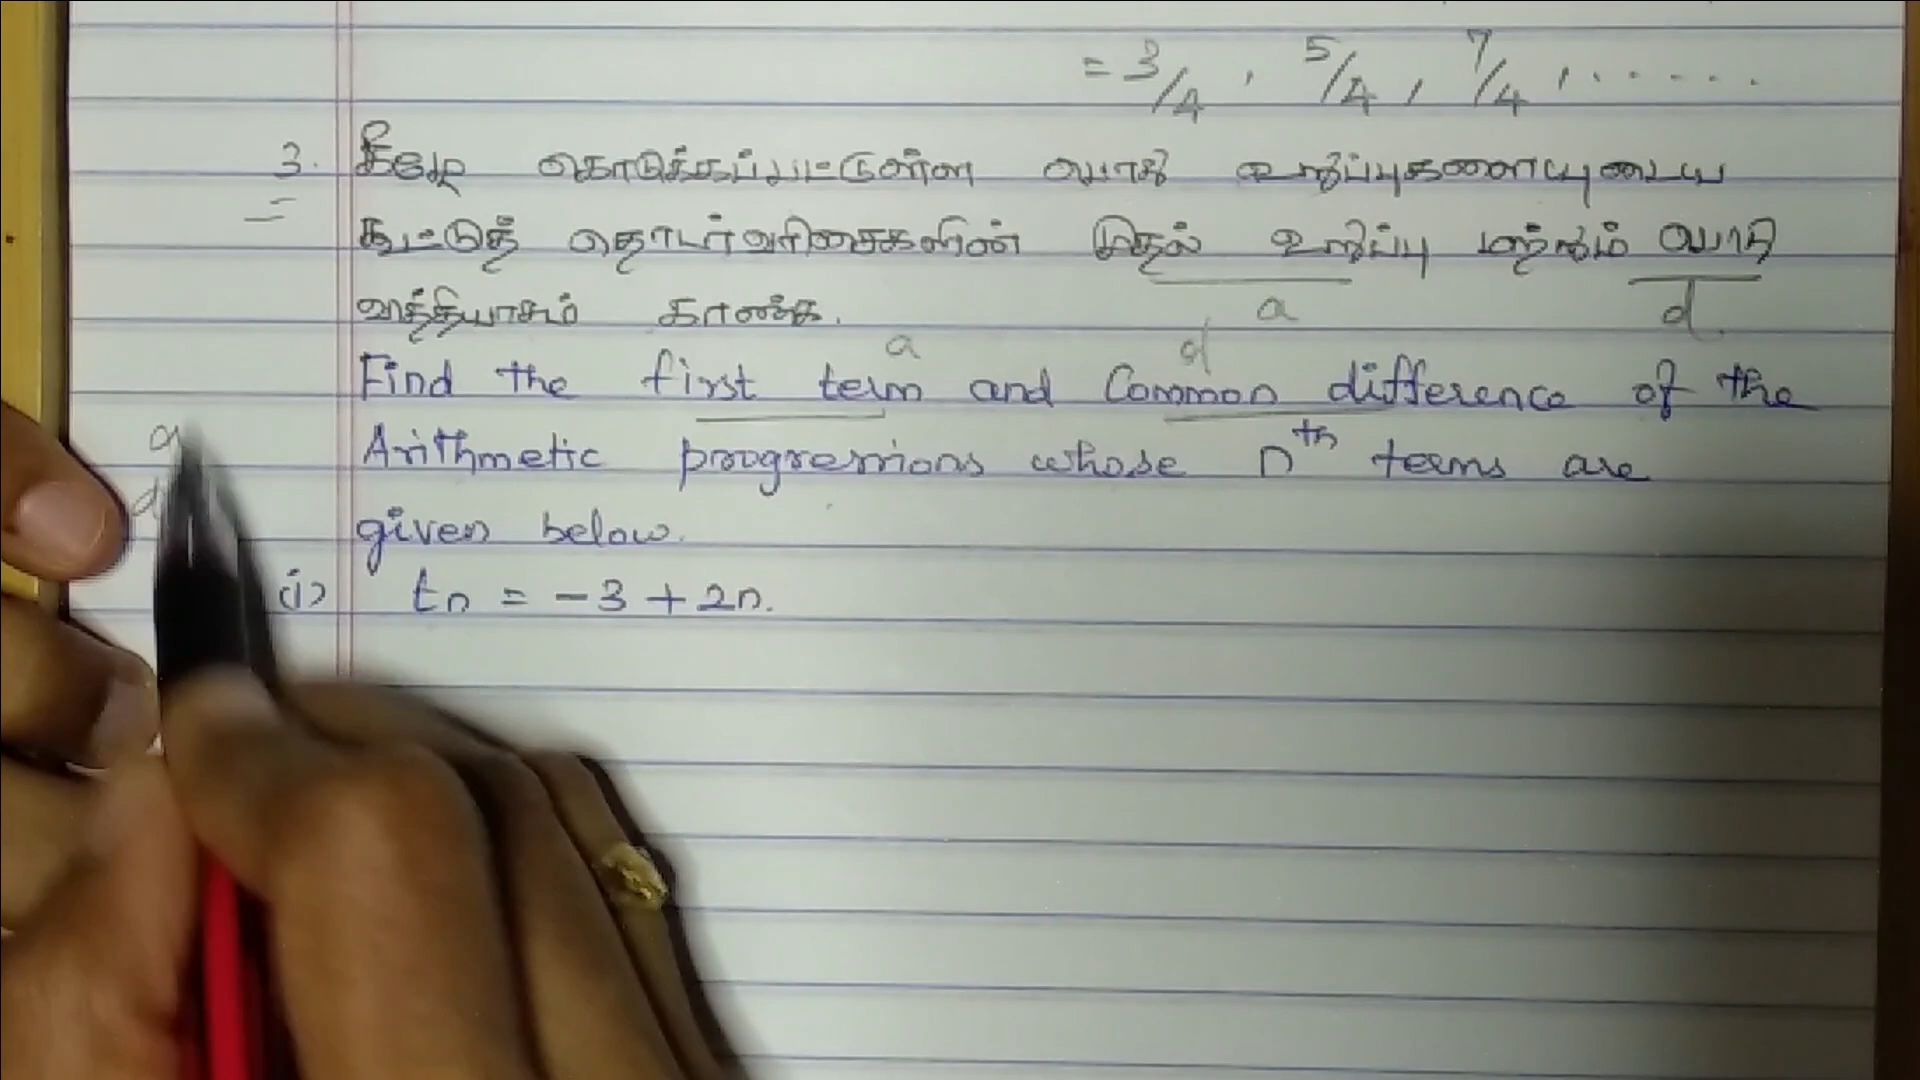 = 3/4 , 5/4 , 7/4 , . . . . . .
3. கீழே கொடுக்கப்பட்டுள்ள வாகு உறுப்புகளையுடைய
கூட்டுத் தொடர்வரிசைகளின் முதல் உறுப்பு மற்றும் பொது
வித்தியாசம் காண்க.
a d
a d
Find the first term and Common difference of the
a
Arithmetic progressions whose nth terms are
d
given below.
(i) tn = -3 + 2n.